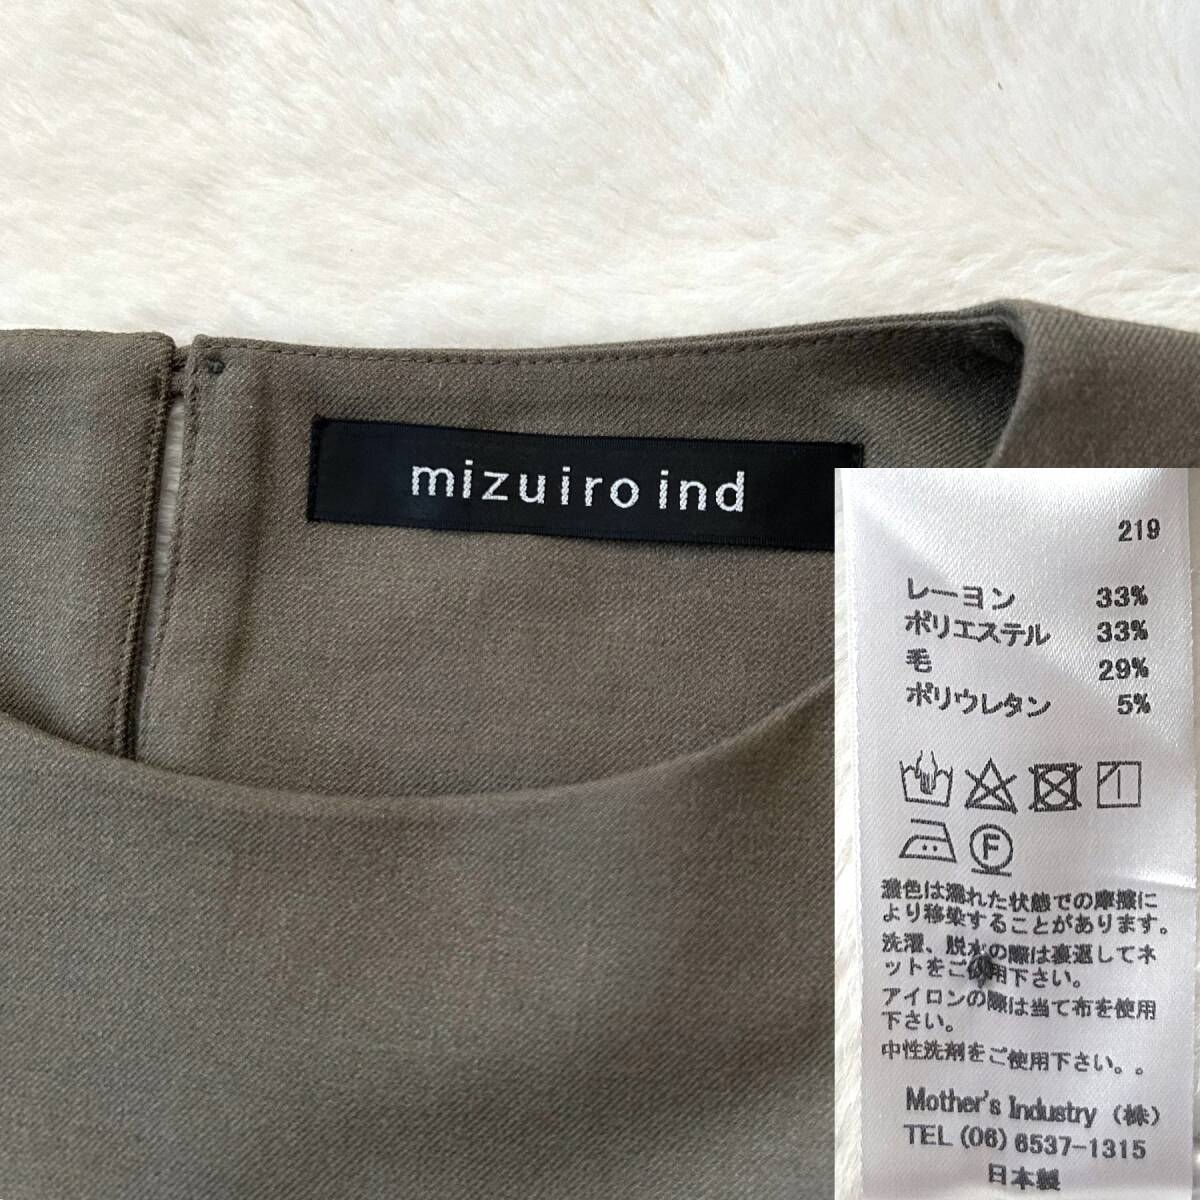 mizuiro ind
219
レーヨン 33%
ポリエステル 33%
毛 29%
ポリウレタン 5%
F
濃色は濡れた状態での摩擦に
より移染することがあります。
洗濯、脱水の際は裏返してネ
ットをご使用下さい。
アイロンの際は当て布を使用
下さい。
中性洗剤をご使用下さい。。
Mother's Industry (株)
TEL (06) 6537-1315
日本製